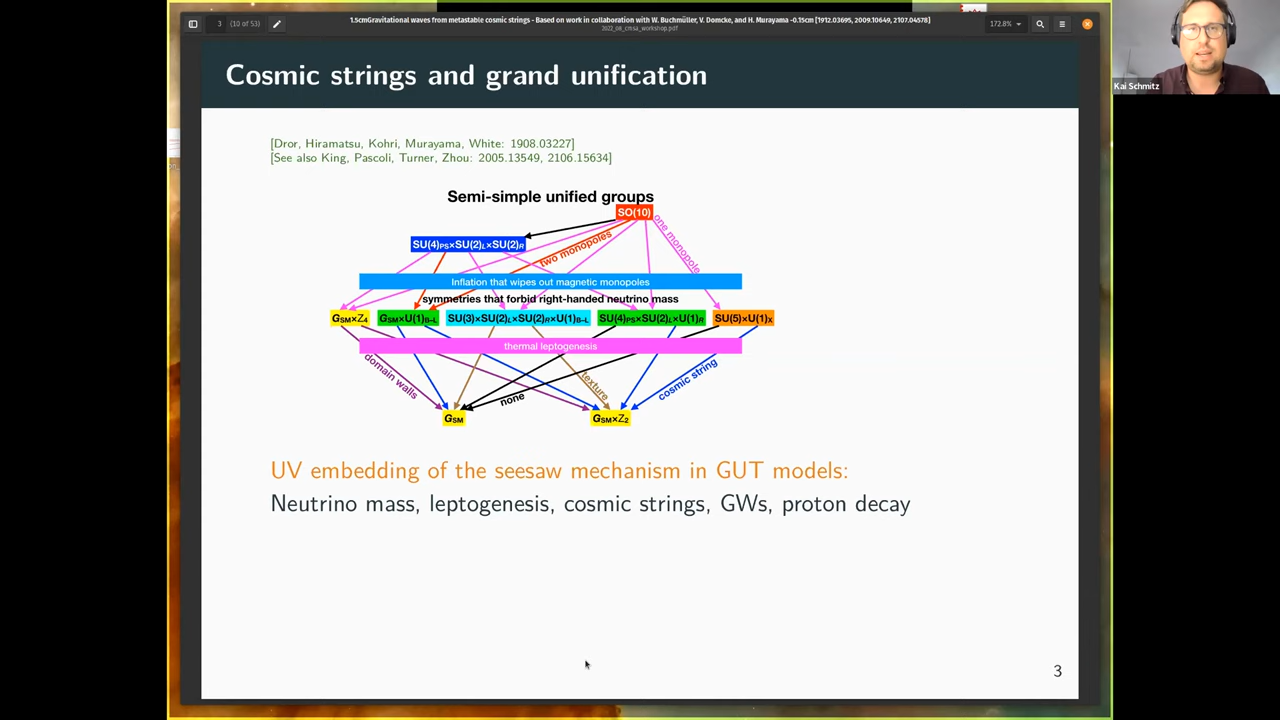 3
(10 of 53)
1.5cmGravitational waves from metastable cosmic strings - Based on work in collaboration with W. Buchmüller, V. Domcke, and H. Murayama -0.15cm [1912.03695, 2009.10649, 2107.04578]
2022_08_cmsa_workshop.pdf
172.8%
Kai Schmitz
Cosmic strings and grand unification
[Dror, Hiramatsu, Kohri, Murayama, White: 1908.03227]
[See also King, Pascoli, Turner, Zhou: 2005.13549, 2106.15634]
Semi-simple unified groups
SO(10)
SU(4)PS×SU(2)L×SU(2)R
two monopoles
one monopole
Inflation that wipes out magnetic monopoles
symmetries that forbid right-handed neutrino mass
GSM×Z4
GSM×U(1)B–L
SU(3)×SU(2)L×SU(2)R×U(1)B–L
SU(4)PS×SU(2)L×U(1)R
SU(5)×U(1)X
thermal leptogenesis
domain walls
none
texture
cosmic string
GSM
GSM×Z2
UV embedding of the seesaw mechanism in GUT models:
Neutrino mass, leptogenesis, cosmic strings, GWs, proton decay
3